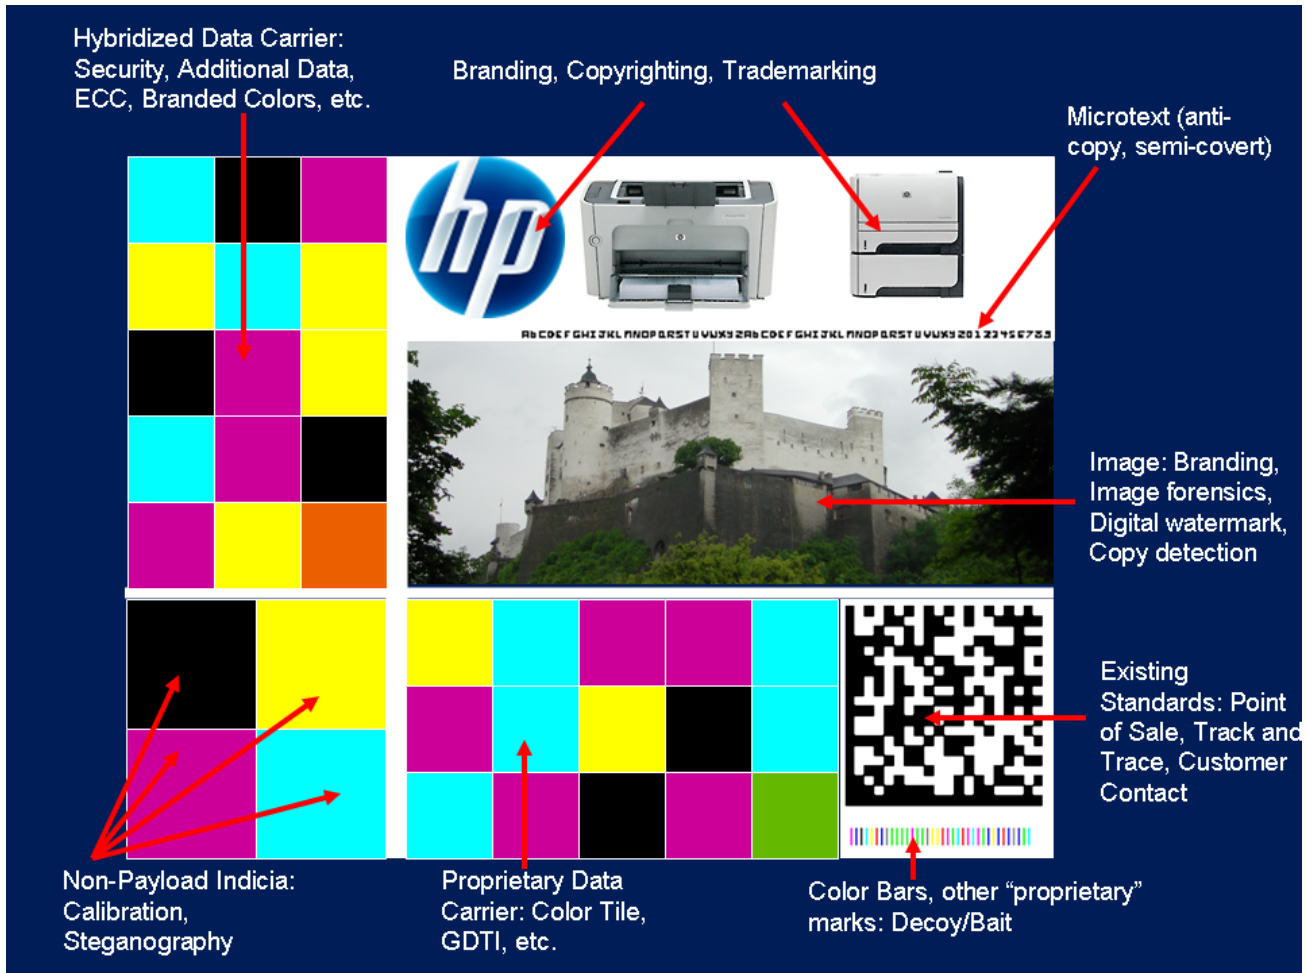 Hybridized Data Carrier:
Security, Additional Data,
ECC, Branded Colors, etc.
Branding, Copyrighting, Trademarking
Microtext (anti-
copy, semi-covert)
hp
AbCDEFGHIJKLMNOPQRSTUVWXYZAbCDEFGHIJKLMNOPQRSTUVWXYZ0123456789
Image: Branding,
Image forensics,
Digital watermark,
Copy detection
Existing
Standards: Point
of Sale, Track and
Trace, Customer
Contact
Non-Payload Indicia:
Calibration,
Steganography
Proprietary Data
Carrier: Color Tile,
GDTI, etc.
Color Bars, other “proprietary”
marks: Decoy/Bait